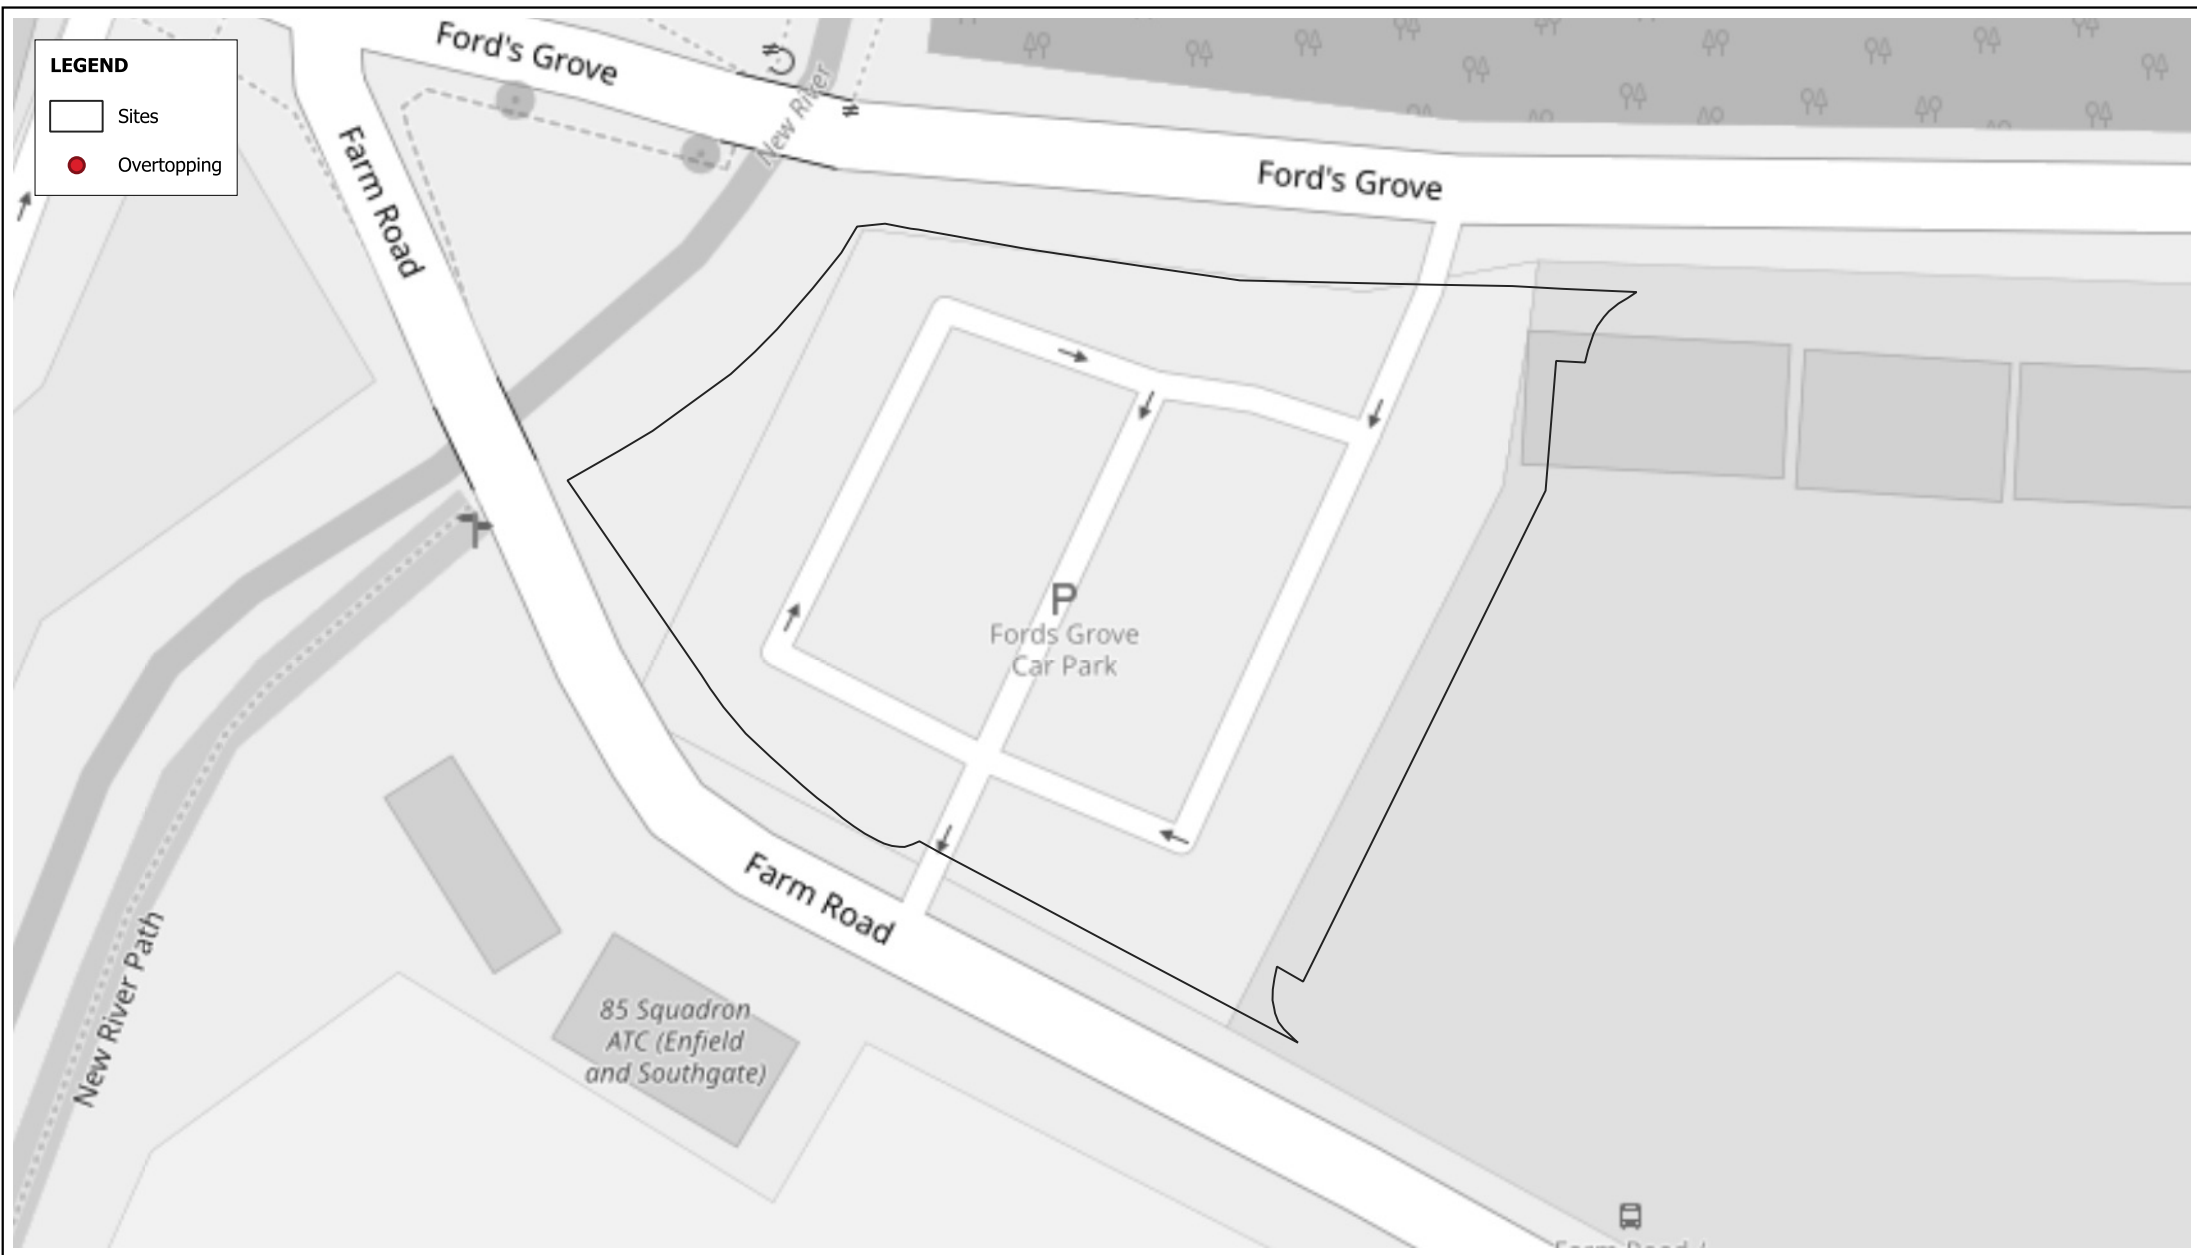 LEGEND
Sites
Overtopping
Ford's Grove
New River
Farm Road
Ford's Grove
P
Fords Grove
Car Park
Farm Road
New River Path
85 Squadron
ATC (Enfield
and Southgate)